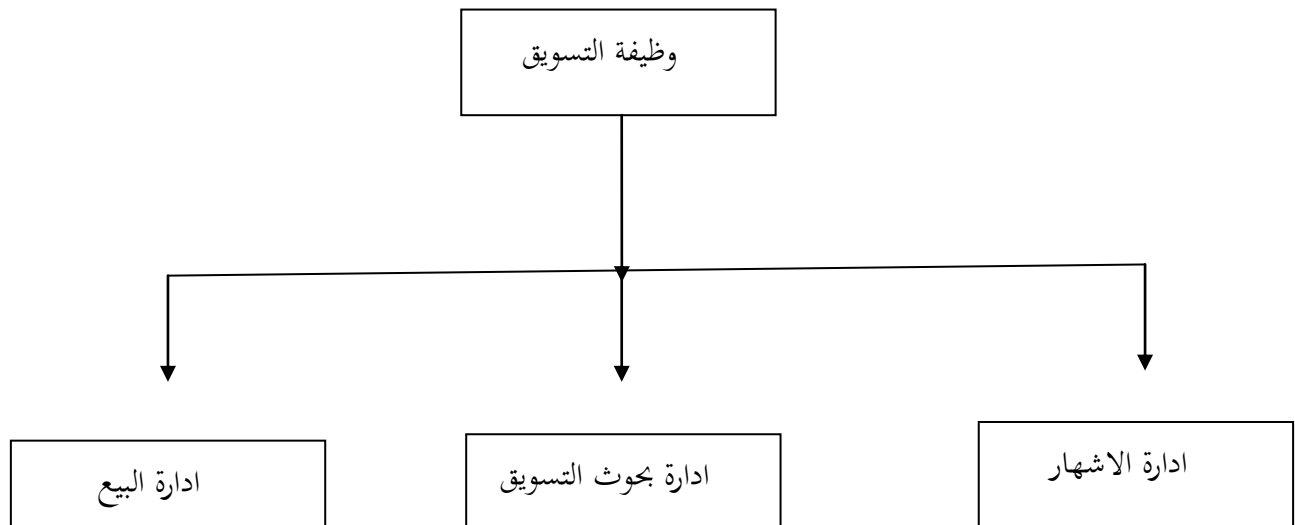 وظيفة التسويق
ادارة الاشهار
ادارة بحوث التسويق
ادارة البيع